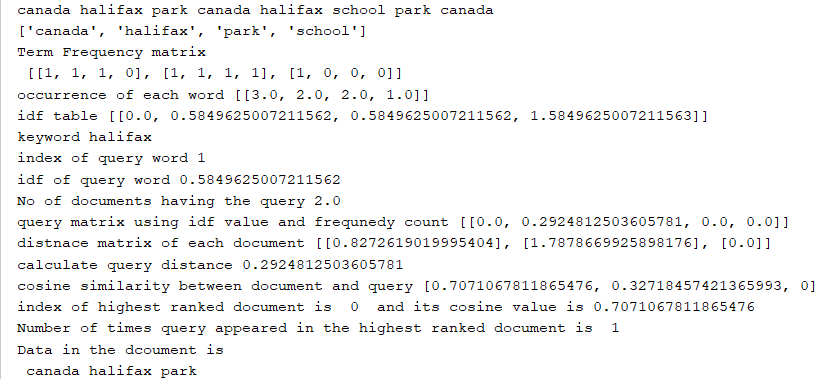 canada halifax park canada halifax school park canada
['canada', 'halifax', 'park', 'school']
Term Frequency matrix
[[1, 1, 1, 0], [1, 1, 1, 1], [1, 0, 0, 0]]
occurrence of each word [[3.0, 2.0, 2.0, 1.0]]
idf table [[0.0, 0.5849625007211562, 0.5849625007211562, 1.5849625007211563]]
keyword halifax
index of query word 1
idf of query word 0.5849625007211562
No of documents having the query 2.0
query matrix using idf value and frequnedy count [[0.0, 0.2924812503605781, 0.0, 0.0]]
distnace matrix of each document [[0.8272619019995404], [1.7878669925898176], [0.0]]
calculate query distance 0.2924812503605781
cosine similarity between document and query [0.7071067811865476, 0.32718457421365993, 0]
index of highest ranked document is  0  and its cosine value is 0.7071067811865476
Number of times query appeared in the highest ranked document is  1
Data in the dcoument is
canada halifax park